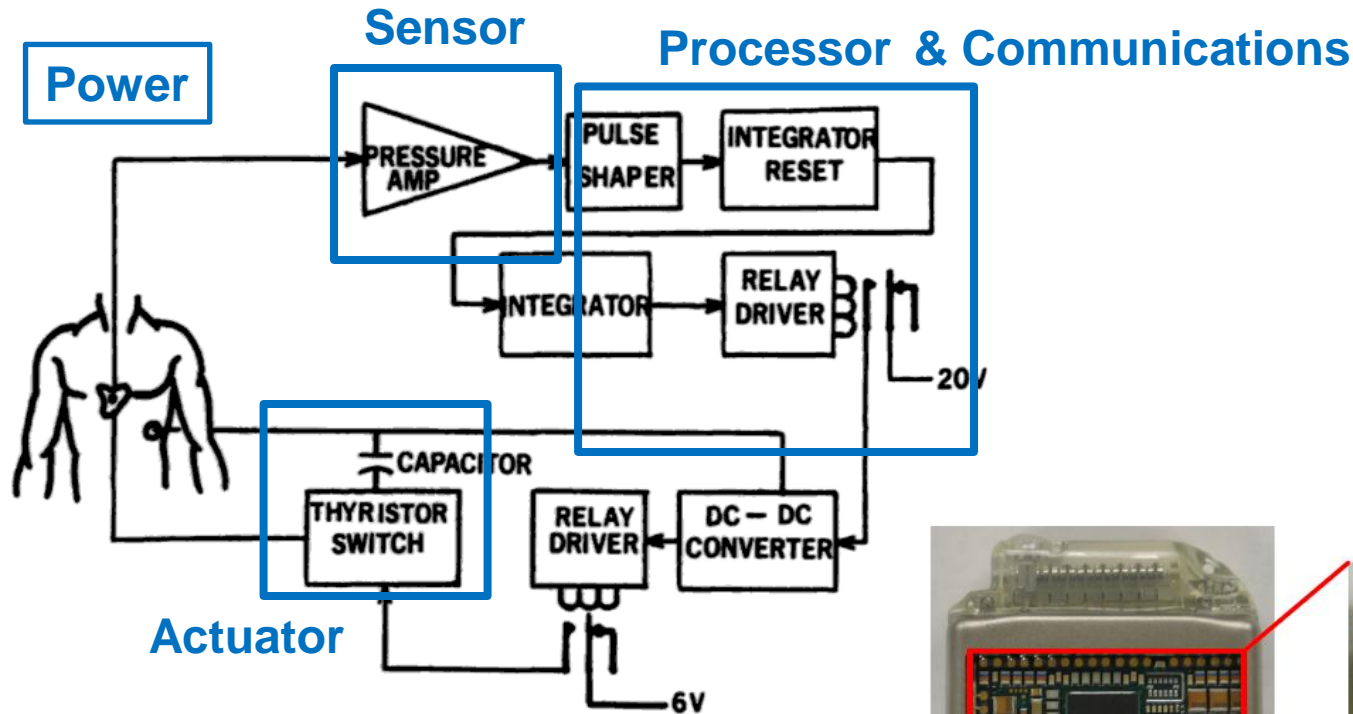 Sensor
Processor & Communications
Power
PRESSURE
AMP
PULSE
SHAPER
INTEGRATOR
RESET
INTEGRATOR
RELAY
DRIVER
20V
CAPACITOR
THYRISTOR
SWITCH
RELAY
DRIVER
DC – DC
CONVERTER
Actuator
6V